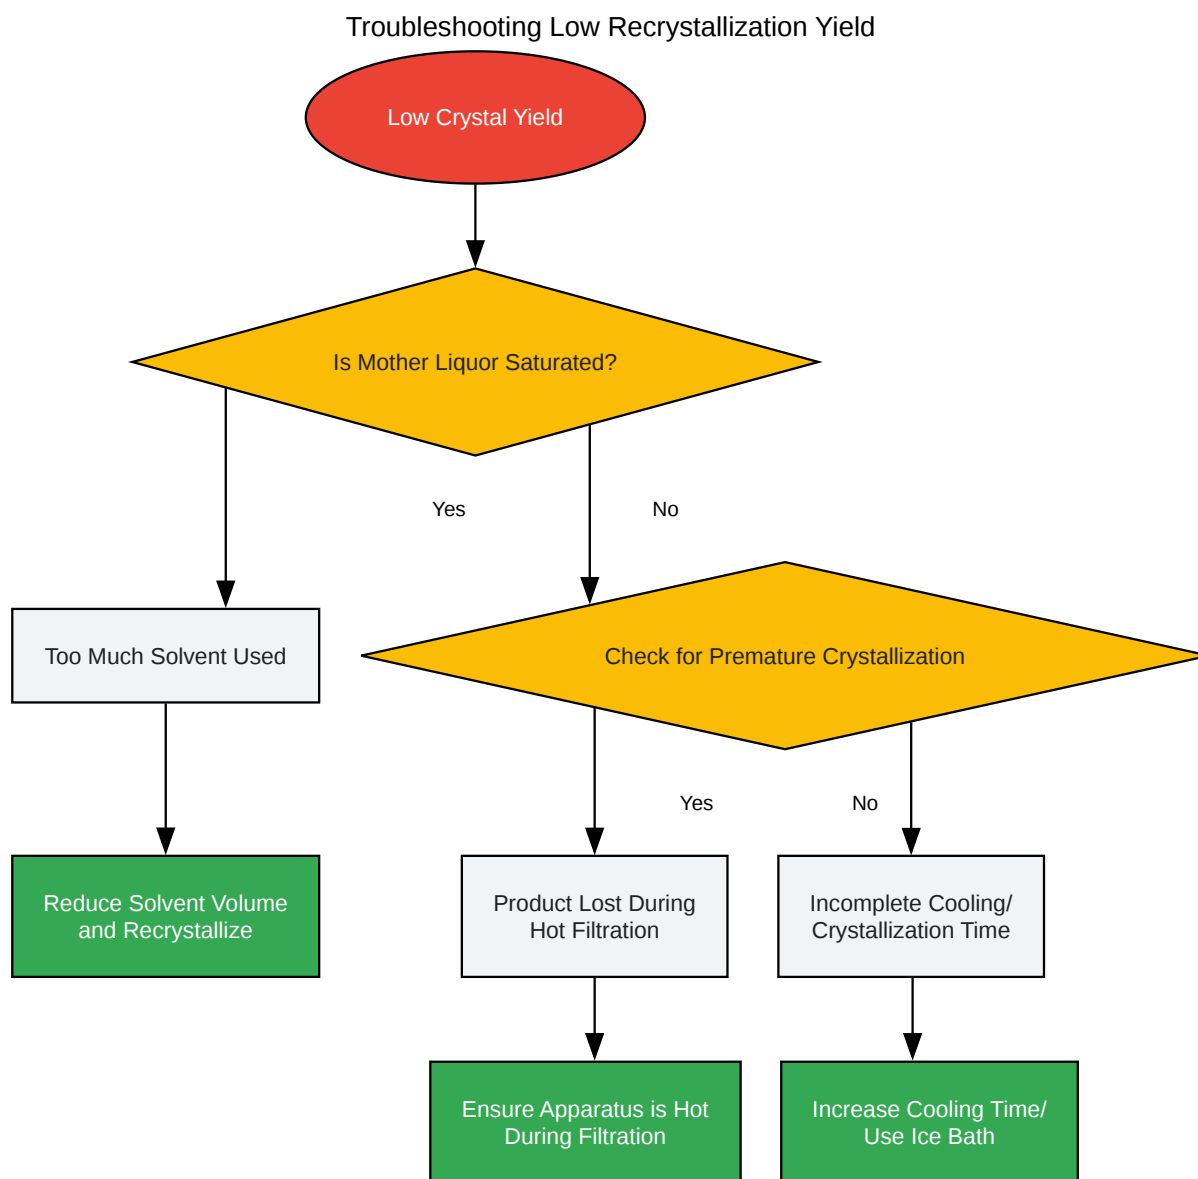 Troubleshooting Low Recrystallization Yield
Low Crystal Yield
Is Mother Liquor Saturated?
Yes
No
Too Much Solvent Used
Check for Premature Crystallization
Yes
No
Reduce Solvent Volume
and Recrystallize
Product Lost During
Hot Filtration
Incomplete Cooling/
Crystallization Time
Ensure Apparatus is Hot
During Filtration
Increase Cooling Time/
Use Ice Bath